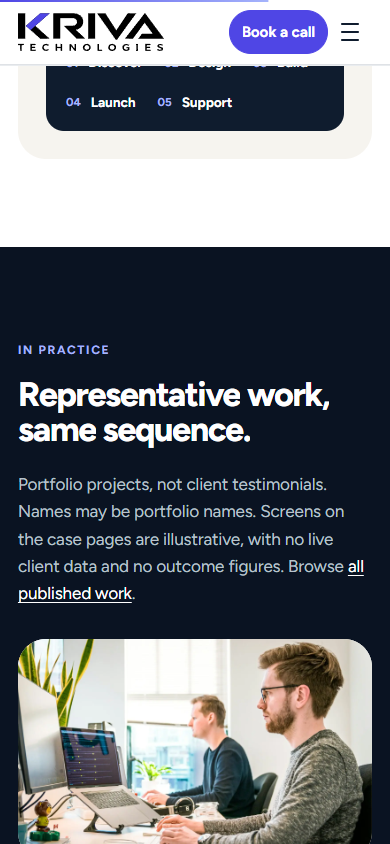 KRIVA
TECHNOLOGIES
Book a call
04 Launch 05 Support
IN PRACTICE
Representative work,
same sequence.
Portfolio projects, not client testimonials.
Names may be portfolio names. Screens on
the case pages are illustrative, with no live
client data and no outcome figures. Browse all
published work.